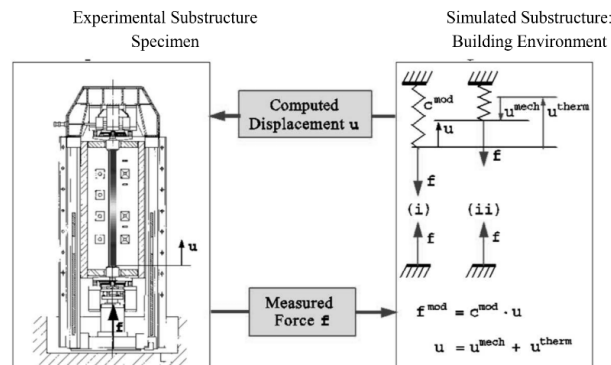 Experimental Substructure
Specimen
Simulated Substructure:
Building Environment
Computed
Displacement u
Measured
Force f
u
f
c^mod
u^mech
u^therm
u
f
f
(i)
(ii)
f
f
f^mod = c^mod · u
u = u^mech + u^therm